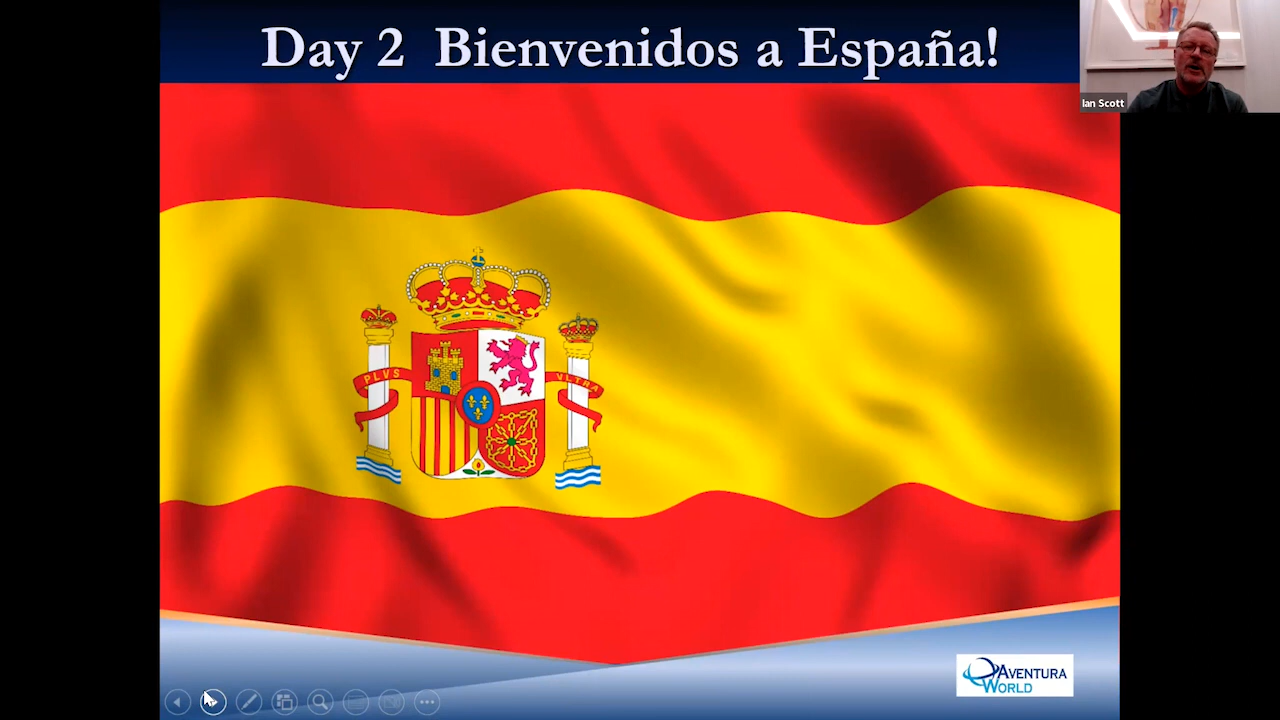 Day 2 Bienvenidos a España!
Ian Scott
PLVS
VLTRA
AVENTURA
WORLD